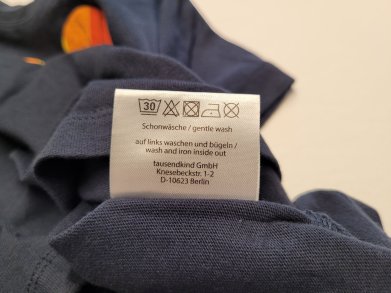 30
Schonwäsche / gentle wash
auf links waschen und bügeln /
wash and iron inside out
tausendkind GmbH
Knesebeckstr. 1-2
D-10623 Berlin